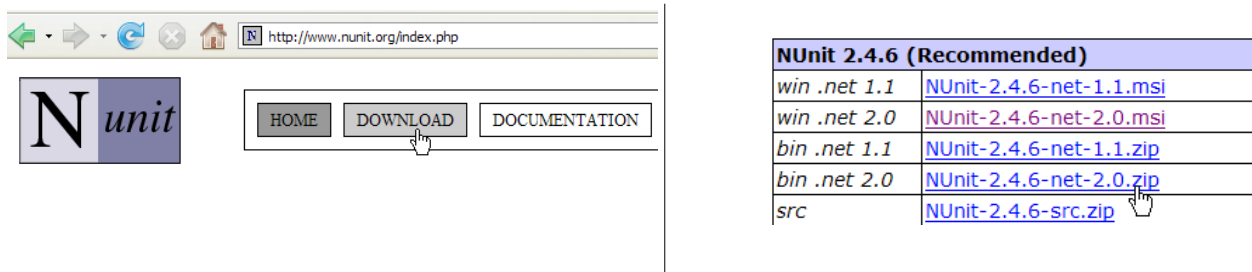 http://www.nunit.org/index.php
N unit
HOME DOWNLOAD DOCUMENTATION
NUnit 2.4.6 (Recommended)
win .net 1.1 NUnit-2.4.6-net-1.1.msi
win .net 2.0 NUnit-2.4.6-net-2.0.msi
bin .net 1.1 NUnit-2.4.6-net-1.1.zip
bin .net 2.0 NUnit-2.4.6-net-2.0.zip
src NUnit-2.4.6-src.zip